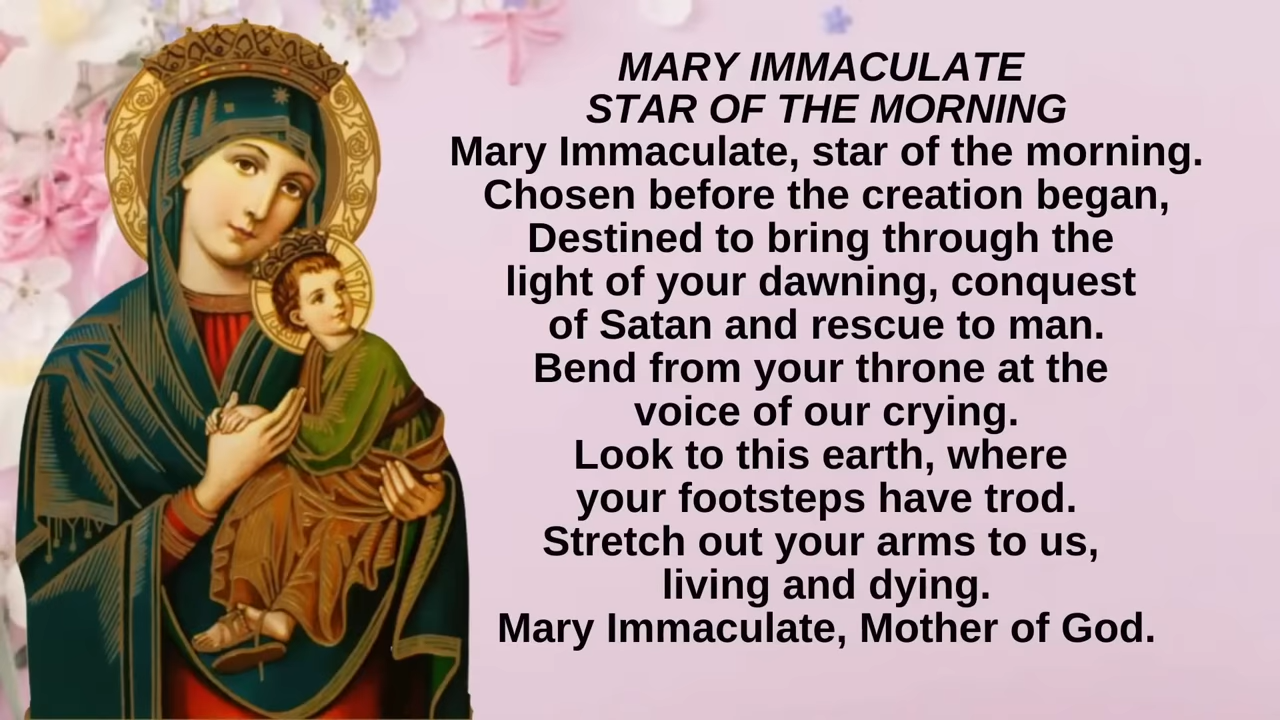 MARY IMMACULATE
STAR OF THE MORNING
Mary Immaculate, star of the morning.
Chosen before the creation began,
Destined to bring through the
light of your dawning, conquest
of Satan and rescue to man.
Bend from your throne at the
voice of our crying.
Look to this earth, where
your footsteps have trod.
Stretch out your arms to us,
living and dying.
Mary Immaculate, Mother of God.